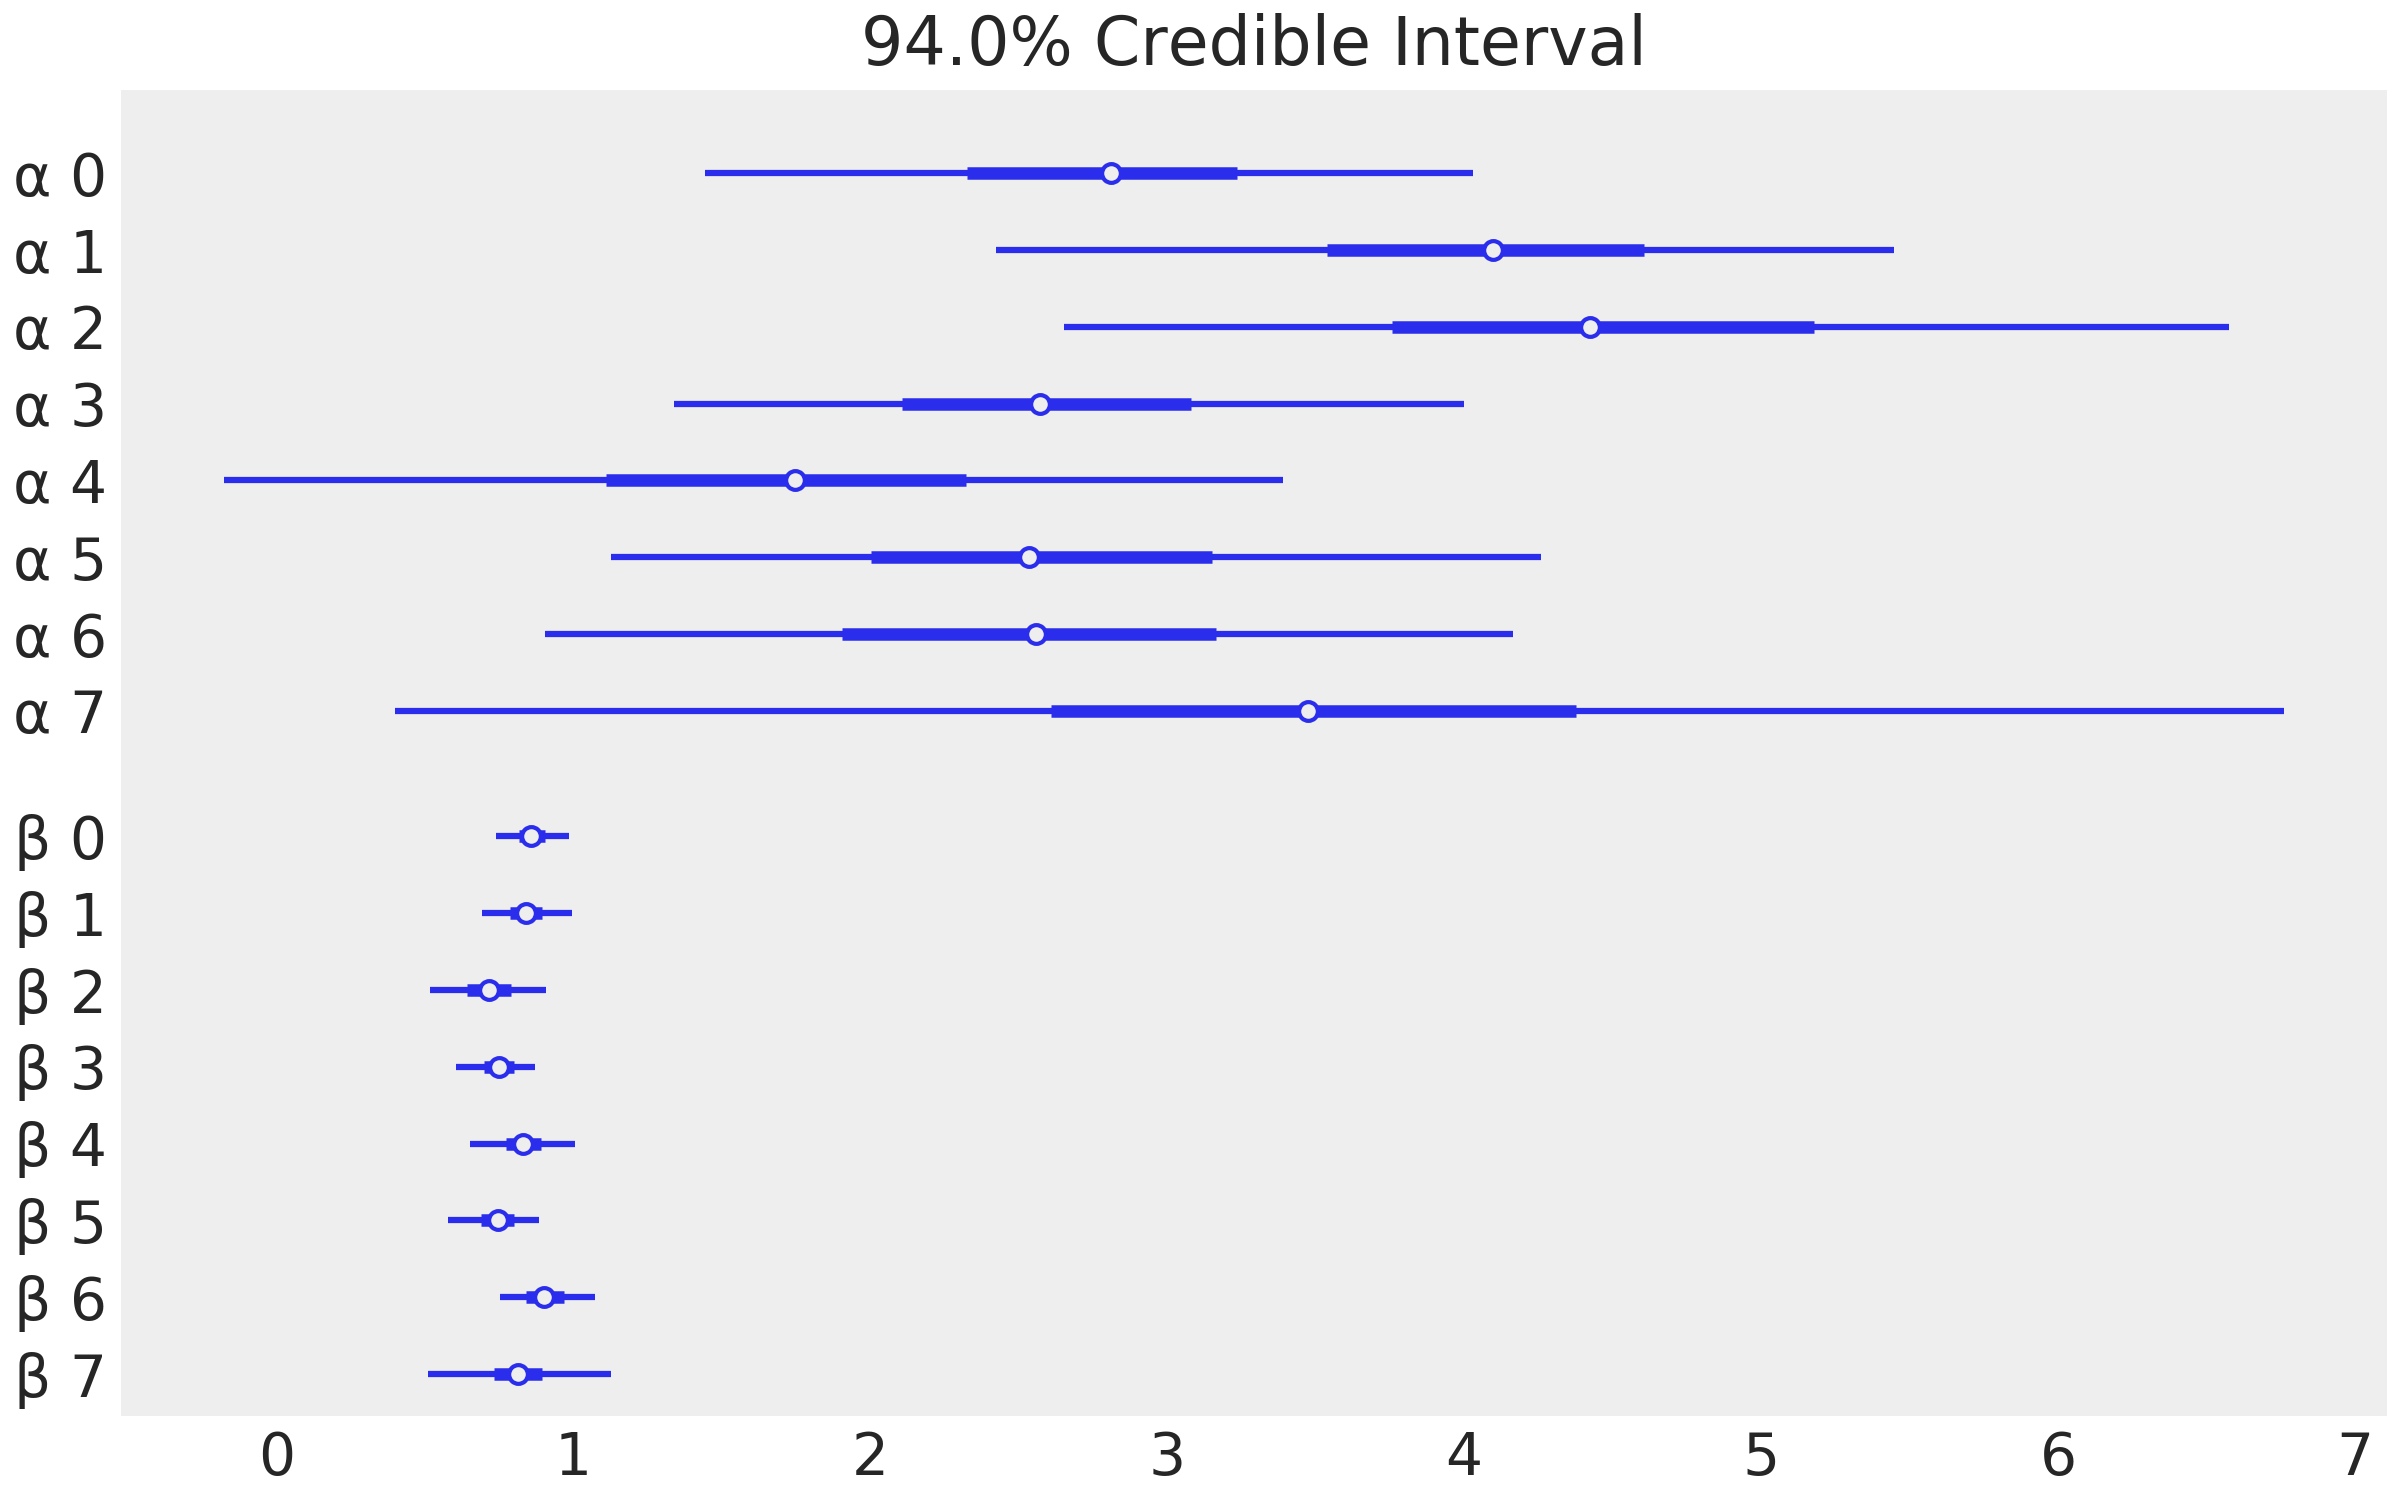 94.0% Credible Interval
α 0
α 1
α 2
α 3
α 4
α 5
α 6
α 7
β 0
β 1
β 2
β 3
β 4
β 5
β 6
β 7
0 1 2 3 4 5 6 7